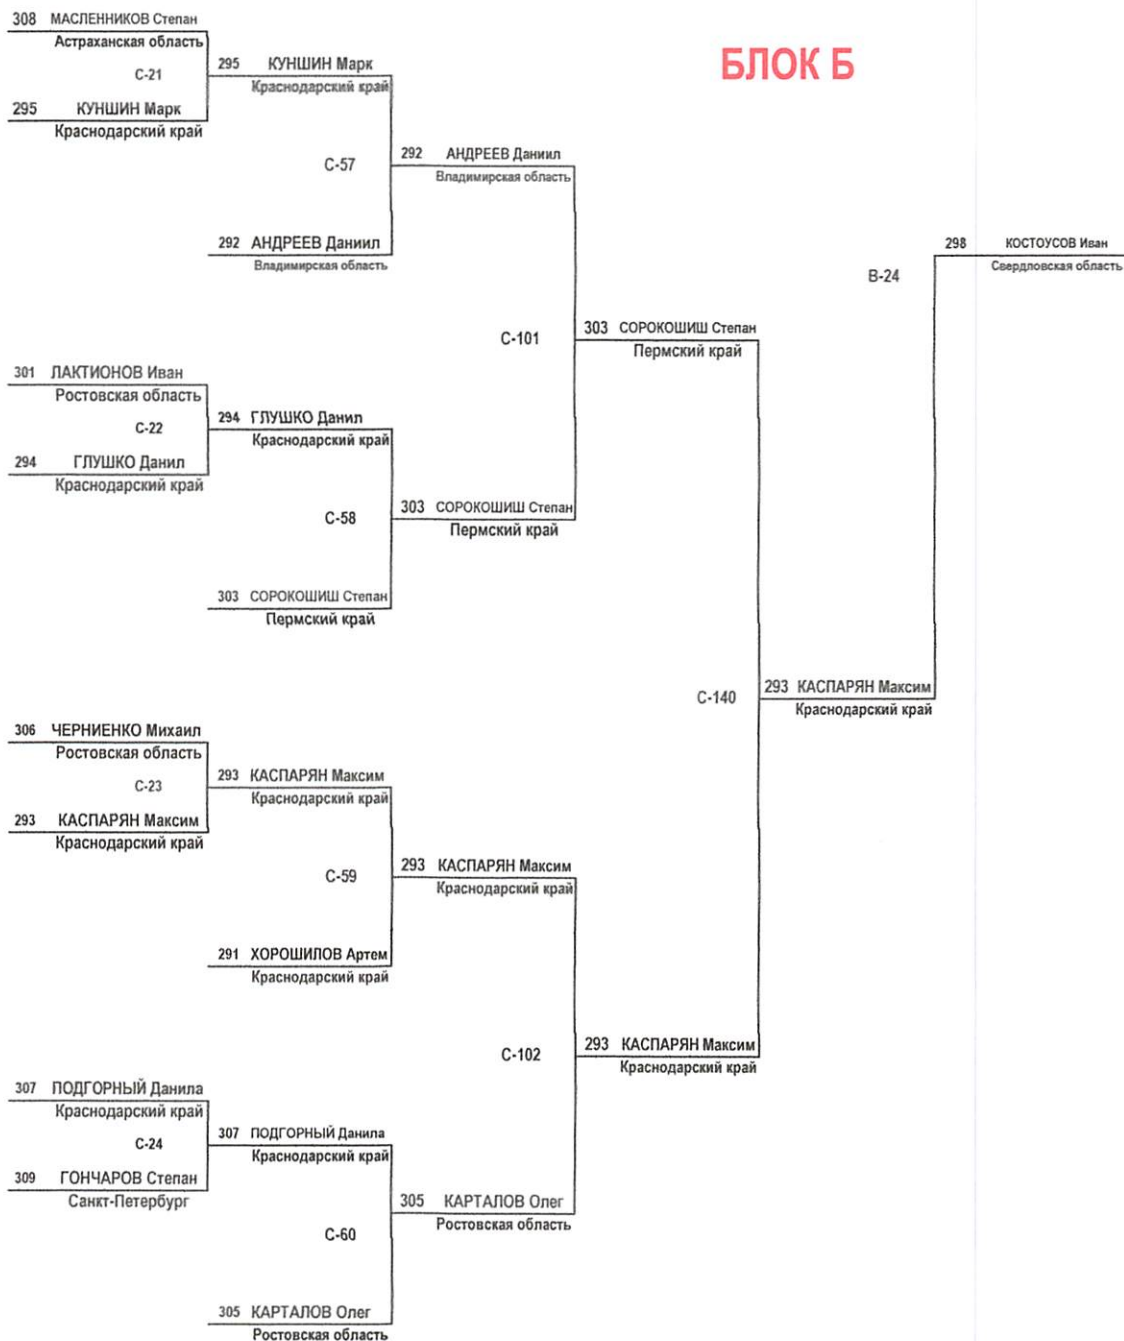 БЛОК Б
308 МАСЛЕННИКОВ Степан
Астраханская область
С-21
295 КУНШИН Марк
Краснодарский край
295 КУНШИН Марк
Краснодарский край
С-57
292 АНДРЕЕВ Даниил
Владимирская область
292 АНДРЕЕВ Даниил
Владимирская область
298 КОСТОУСОВ Иван
Свердловская область
В-24
С-101
303 СОРОКОШИШ Степан
Пермский край
301 ЛАКТИОНОВ Иван
Ростовская область
С-22
294 ГЛУШКО Данил
Краснодарский край
294 ГЛУШКО Данил
Краснодарский край
С-58
303 СОРОКОШИШ Степан
Пермский край
303 СОРОКОШИШ Степан
Пермский край
С-140
293 КАСПАРЯН Максим
Краснодарский край
306 ЧЕРНИЕНКО Михаил
Ростовская область
С-23
293 КАСПАРЯН Максим
Краснодарский край
293 КАСПАРЯН Максим
Краснодарский край
С-59
293 КАСПАРЯН Максим
Краснодарский край
291 ХОРОШИЛОВ Артем
Краснодарский край
С-102
293 КАСПАРЯН Максим
Краснодарский край
307 ПОДГОРНЫЙ Данила
Краснодарский край
С-24
307 ПОДГОРНЫЙ Данила
Краснодарский край
309 ГОНЧАРОВ Степан
Санкт-Петербург
С-60
305 КАРТАЛОВ Олег
Ростовская область
305 КАРТАЛОВ Олег
Ростовская область